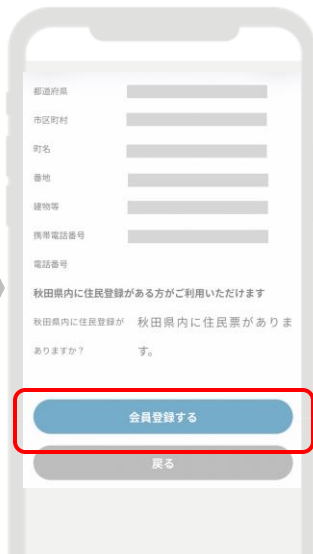 都道府県
市区町村
町名
番地
建物等
携帯電話番号
電話番号
秋田県内に住民登録がある方がご利用いただけます
秋田県内に住民登録が
ありますか？
秋田県内に住民票がありま
す。
会員登録する
戻る